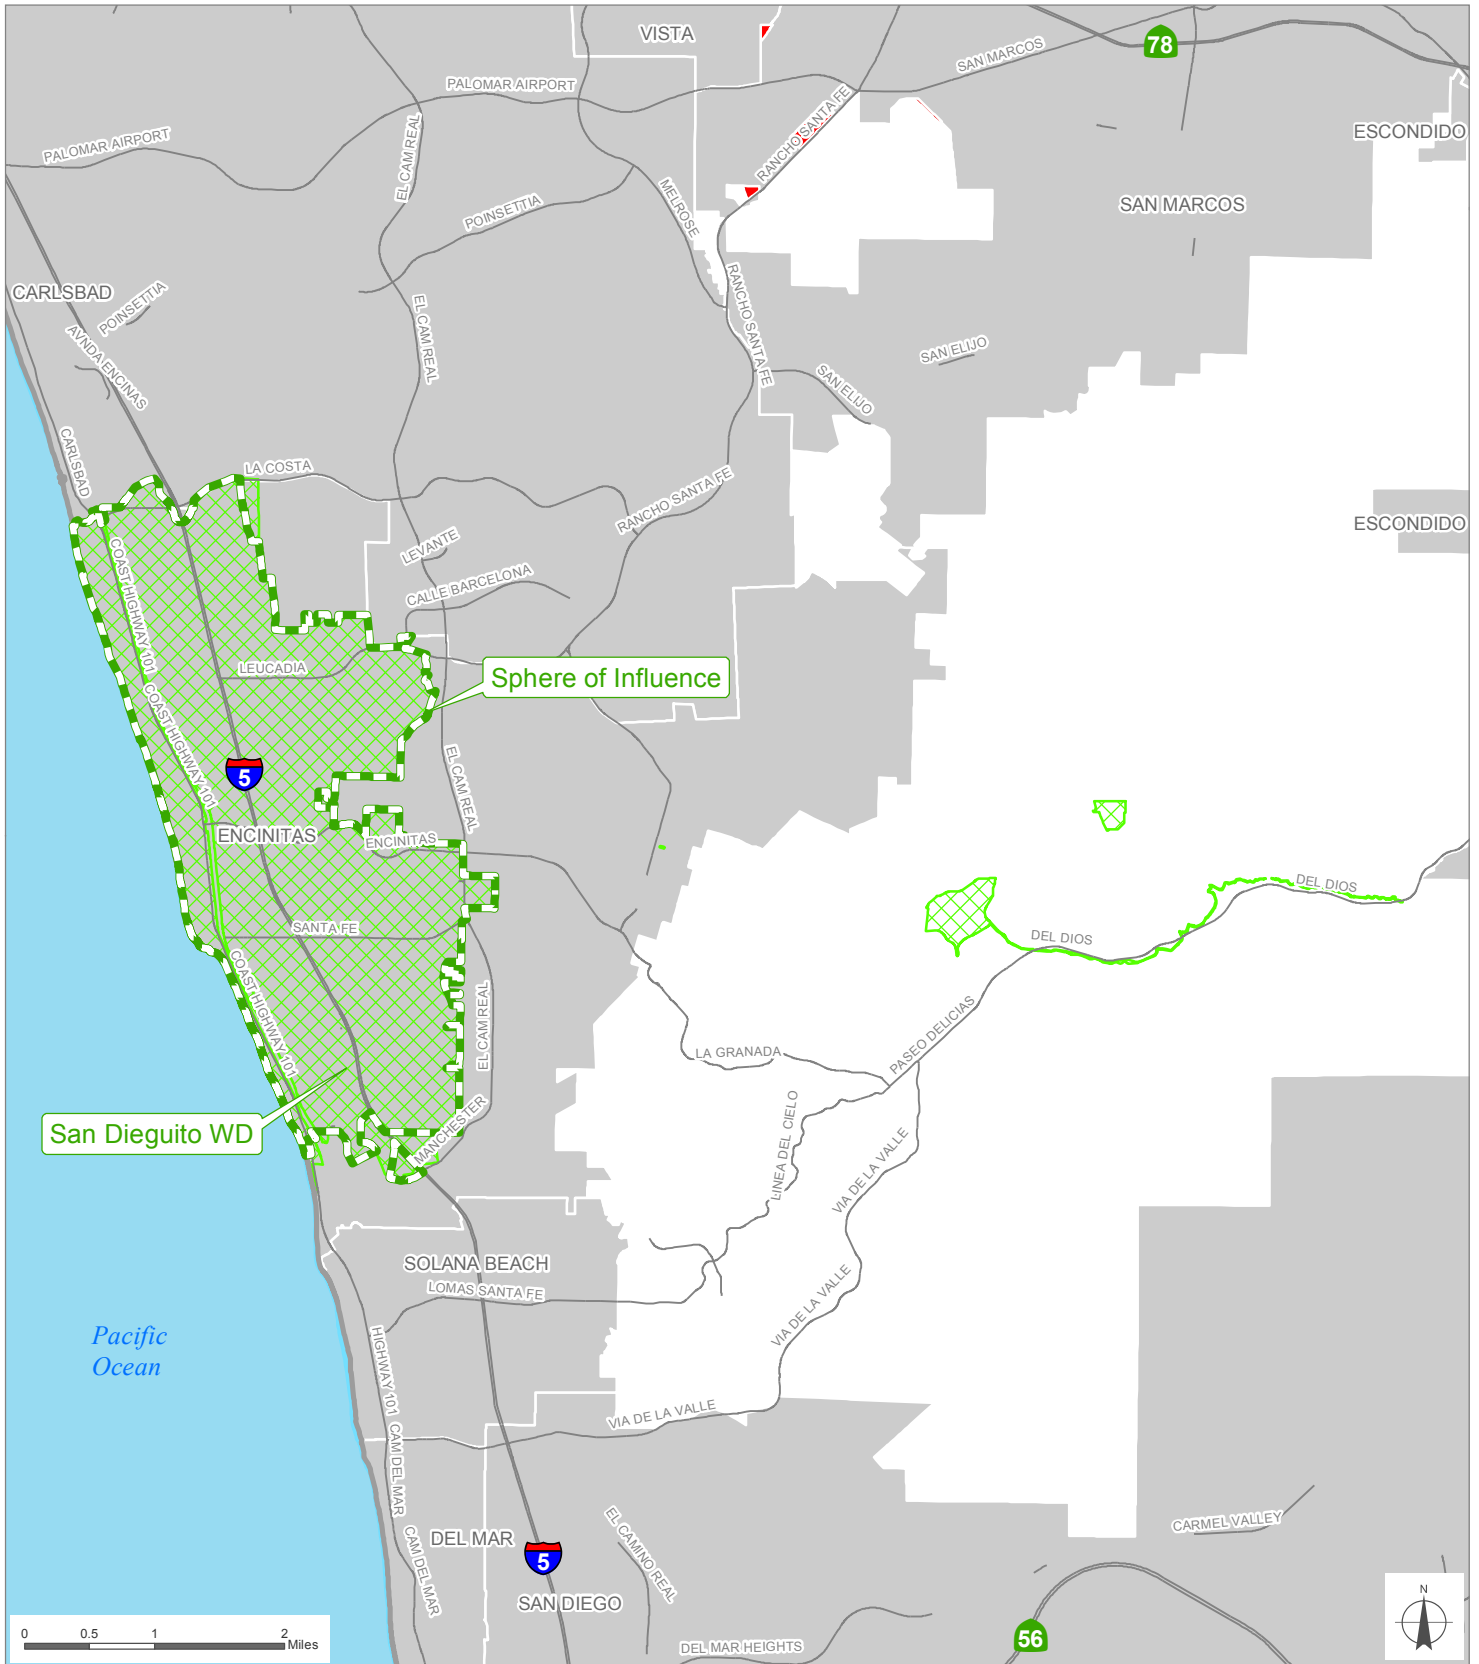 VISTA
78
SAN MARCOS
PALOMAR AIRPORT
RANCHO SANTA FE
ESCONDIDO
PALOMAR AIRPORT
EL CAM REAL
MELROSE
POINSETTIA
SAN MARCOS
CARLSBAD
POINSETTIA
RANCHO SANTA FE
AVNDA ENCINAS
EL CAM REAL
SAN ELIJO
SAN ELIJO
CARLSBAD
LA COSTA
RANCHO SANTA FE
ESCONDIDO
LEVANTE
CALLE BARCELONA
COAST HIGHWAY 101
LEUCADIA
Sphere of Influence
COAST HIGHWAY 101
5
EL CAM REAL
ENCINITAS
ENCINITAS
DEL DIOS
SANTA FE
DEL DIOS
COAST HIGHWAY 101
EL CAM REAL
PASEO DELICIAS
LA GRANADA
San Dieguito WD
MANCHESTER
LINEA DEL CIELO
VIA DE LA VALLE
SOLANA BEACH
LOMAS SANTA FE
VIA DE LA VALLE
Pacific
Ocean
HIGHWAY 101
VIA DE LA VALLE
CAM DEL MAR
DEL MAR
5
EL CAMINO REAL
CARMEL VALLEY
CAM DEL MAR
SAN DIEGO
N
56
DEL MAR HEIGHTS
0 0.5 1 2
Miles